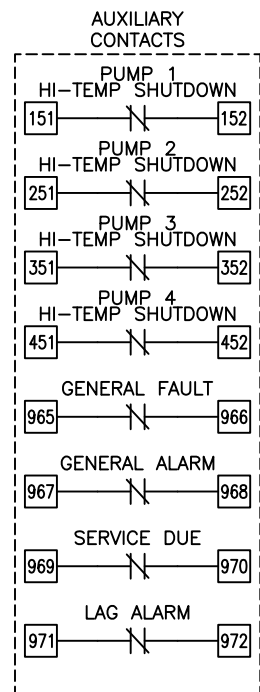 AUXILIARY
CONTACTS
PUMP 1
HI-TEMP SHUTDOWN
151 152
PUMP 2
HI-TEMP SHUTDOWN
251 252
PUMP 3
HI-TEMP SHUTDOWN
351 352
PUMP 4
HI-TEMP SHUTDOWN
451 452
GENERAL FAULT
965 966
GENERAL ALARM
967 968
SERVICE DUE
969 970
LAG ALARM
971 972